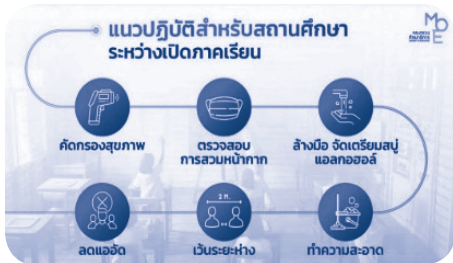 แนวปฏิบัติสำหรับสถานศึกษา
ระหว่างเปิดภาคเรียน
MOE
คัดกรองสุขภาพ
ตรวจสอบ
การสวมหน้ากาก
ล้างมือ จัดเตรียมสบู่
แอลกอฮอล์
2 ม.
ลดแออัด
เว้นระยะห่าง
ทำความสะอาด